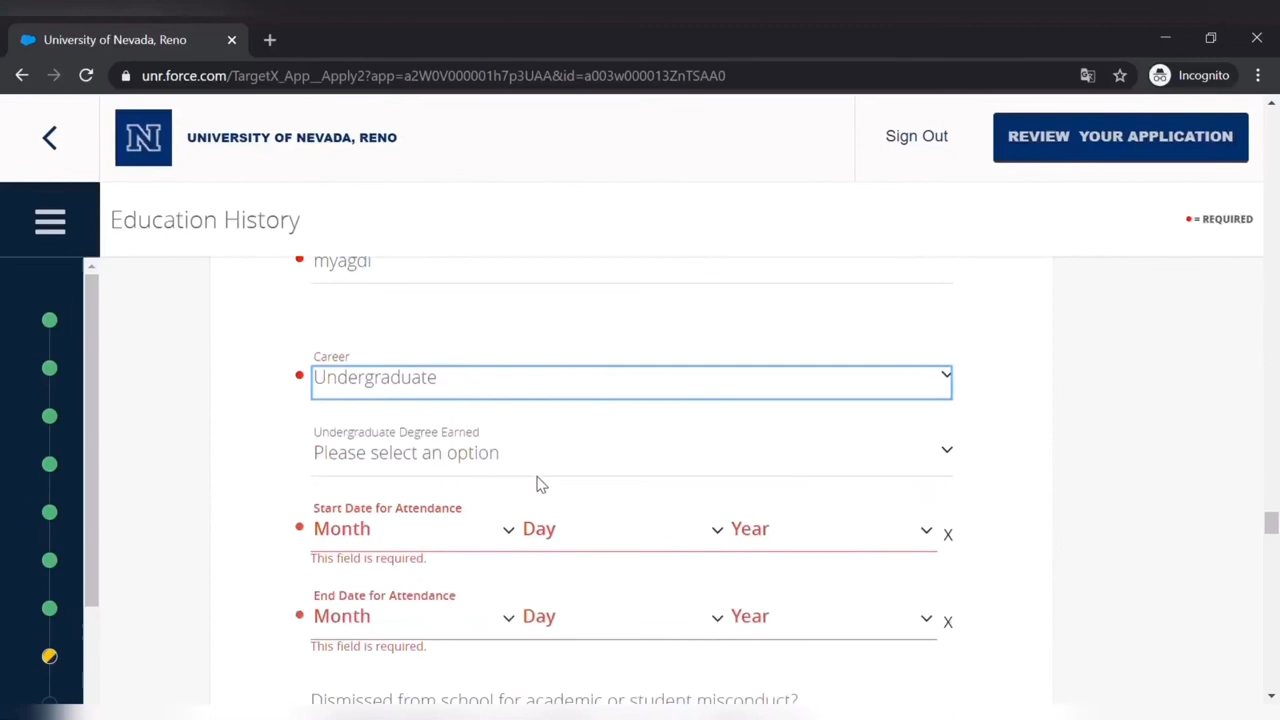 University of Nevada, Reno
unr.force.com/TargetX_App__Apply2?app=a2W0V000001h7p3UAA&id=a003w000013ZnTSAA0
Incognito
N
UNIVERSITY OF NEVADA, RENO
Sign Out
REVIEW YOUR APPLICATION
Education History
= REQUIRED
myagdi
Career
Undergraduate
Undergraduate Degree Earned
Please select an option
Start Date for Attendance
Month Day Year X
This field is required.
End Date for Attendance
Month Day Year X
This field is required.
Dismissed from school for academic or student misconduct?